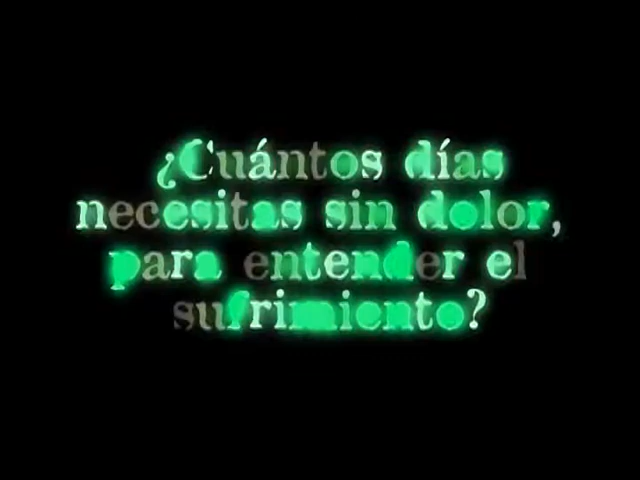 ¿Cuántos días
necesitas sin dolor,
para entender el
sufrimiento?